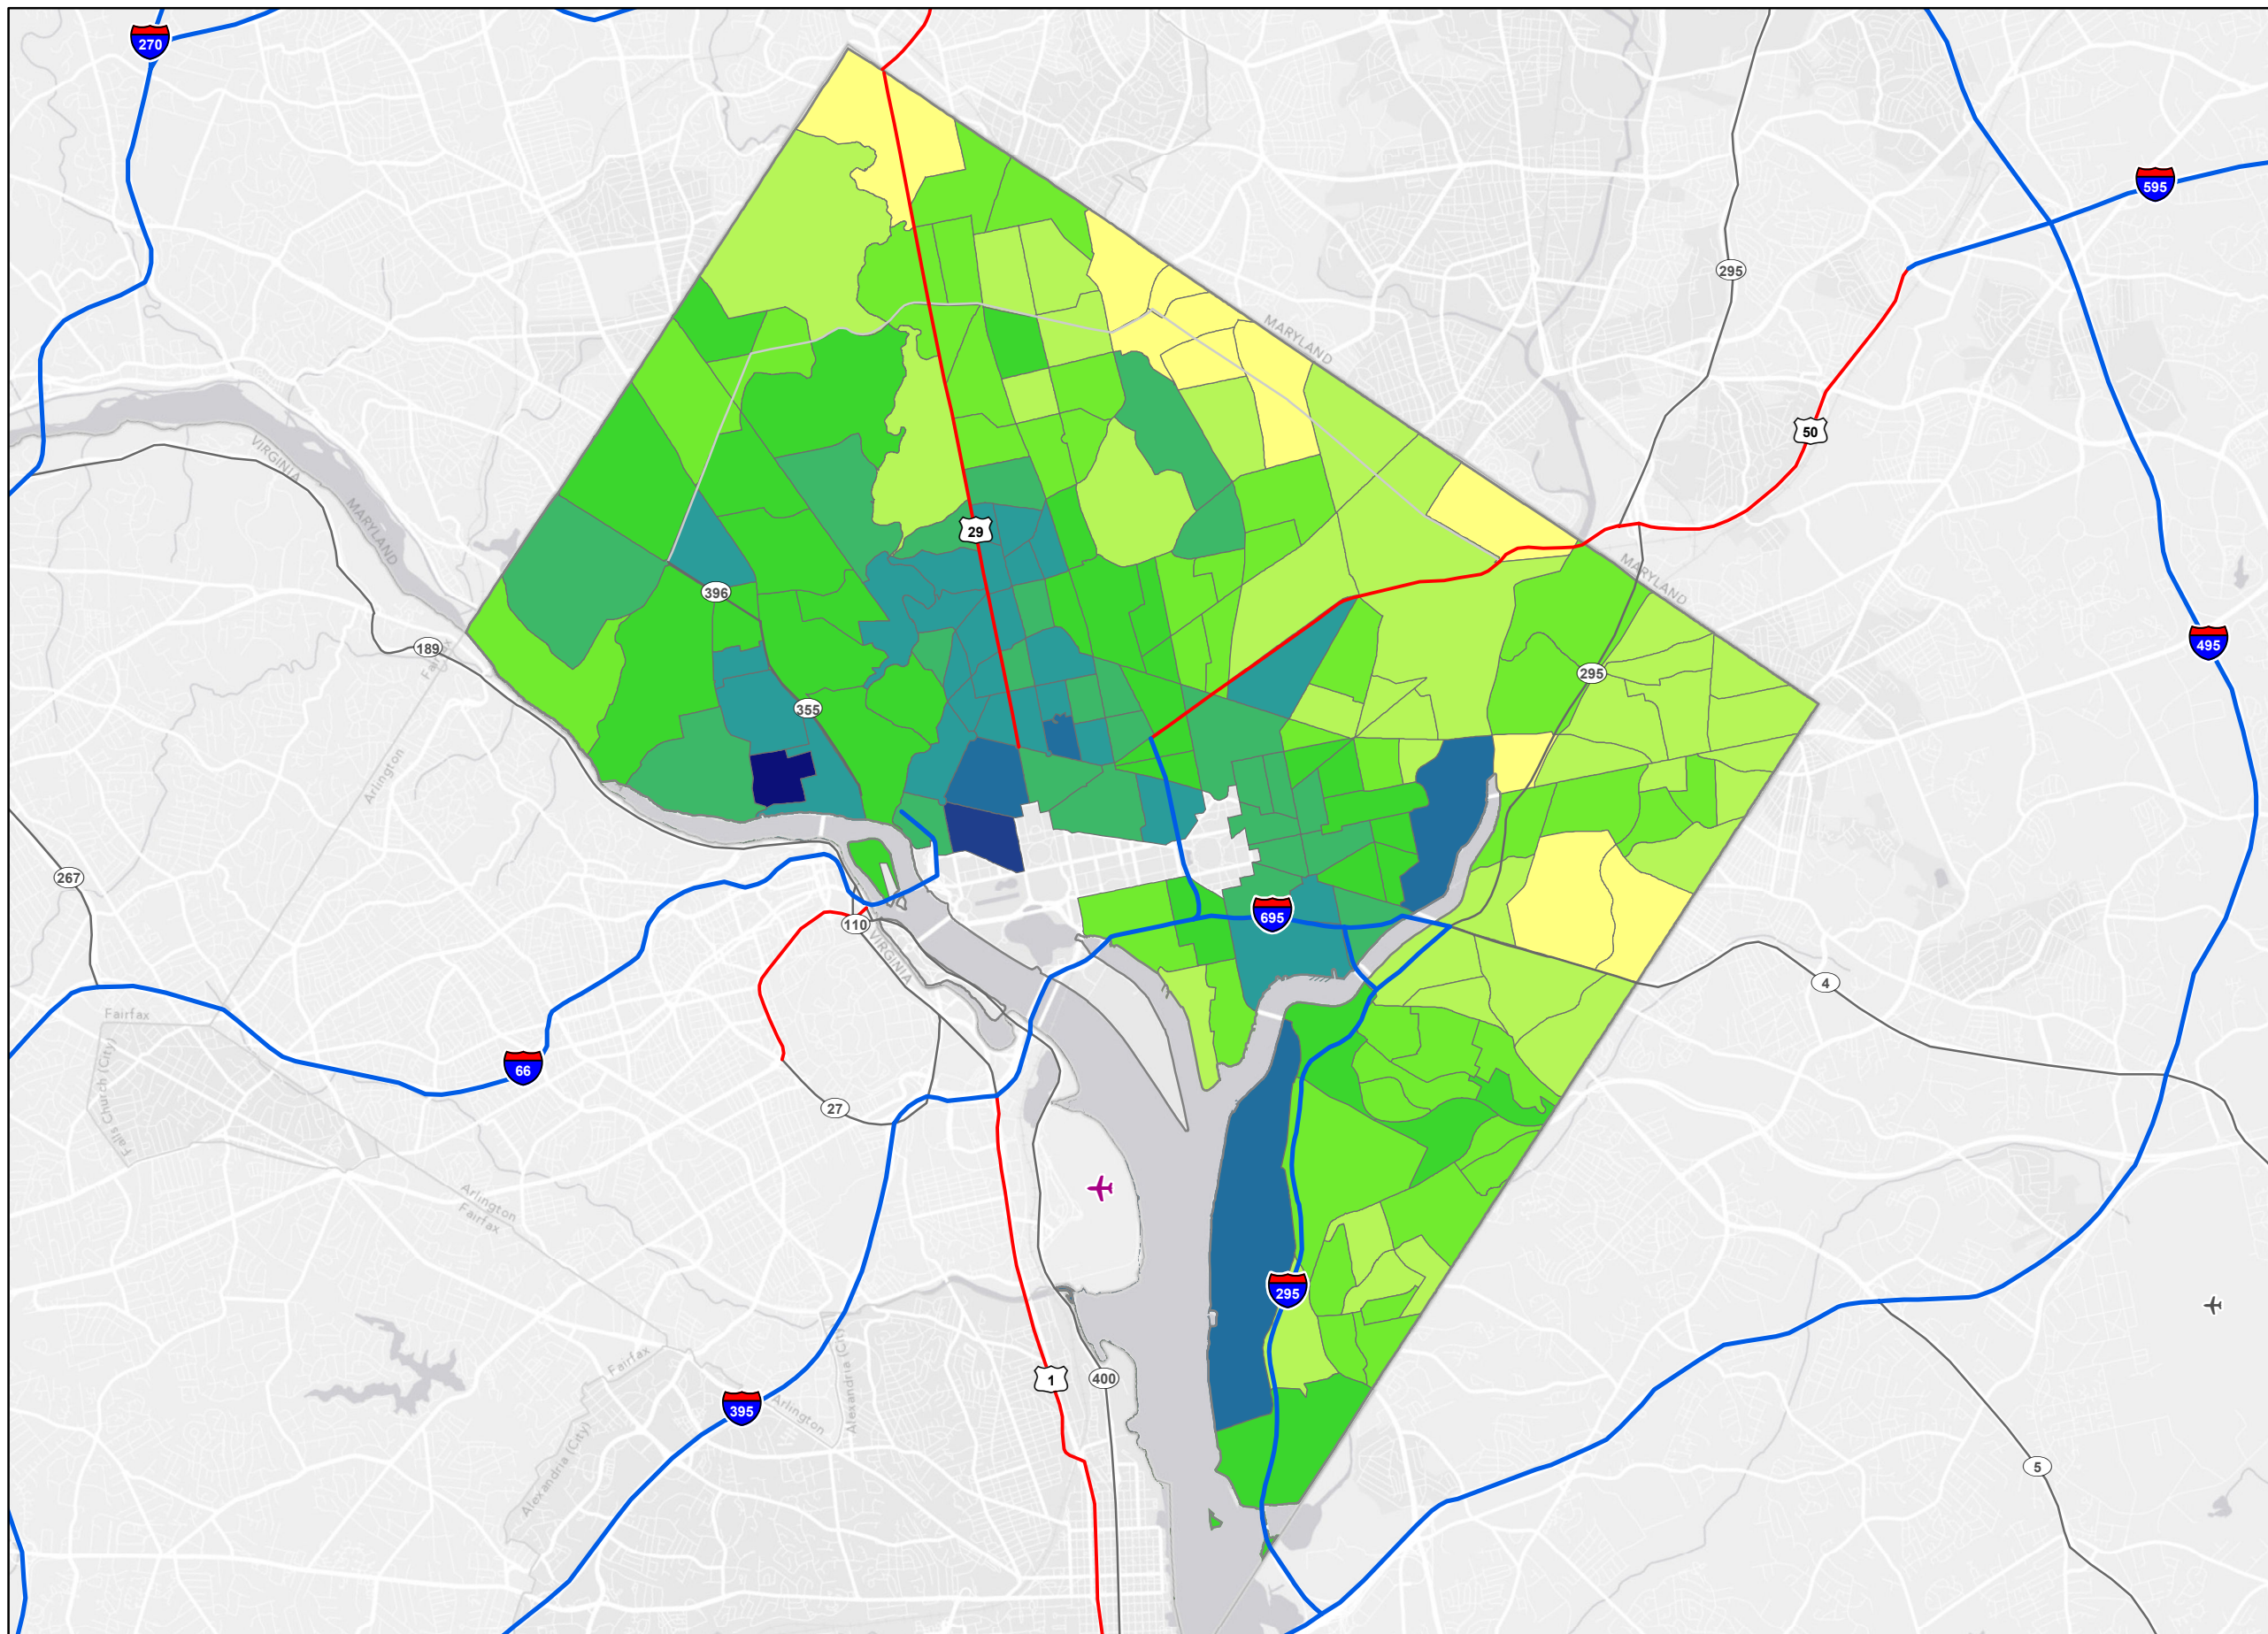 270
595
295
MARYLAND
50
VIRGINIA
MARYLAND
29
MARYLAND
396
189
Fairfax
495
295
355
Arlington
267
695
110
VIRGINIA
4
Fairfax
Falls Church (City)
66
27
Arlington
Fairfax
295
Fairfax
Alexandria (City)
1
400
395
Arlington
Alexandria (City)
5